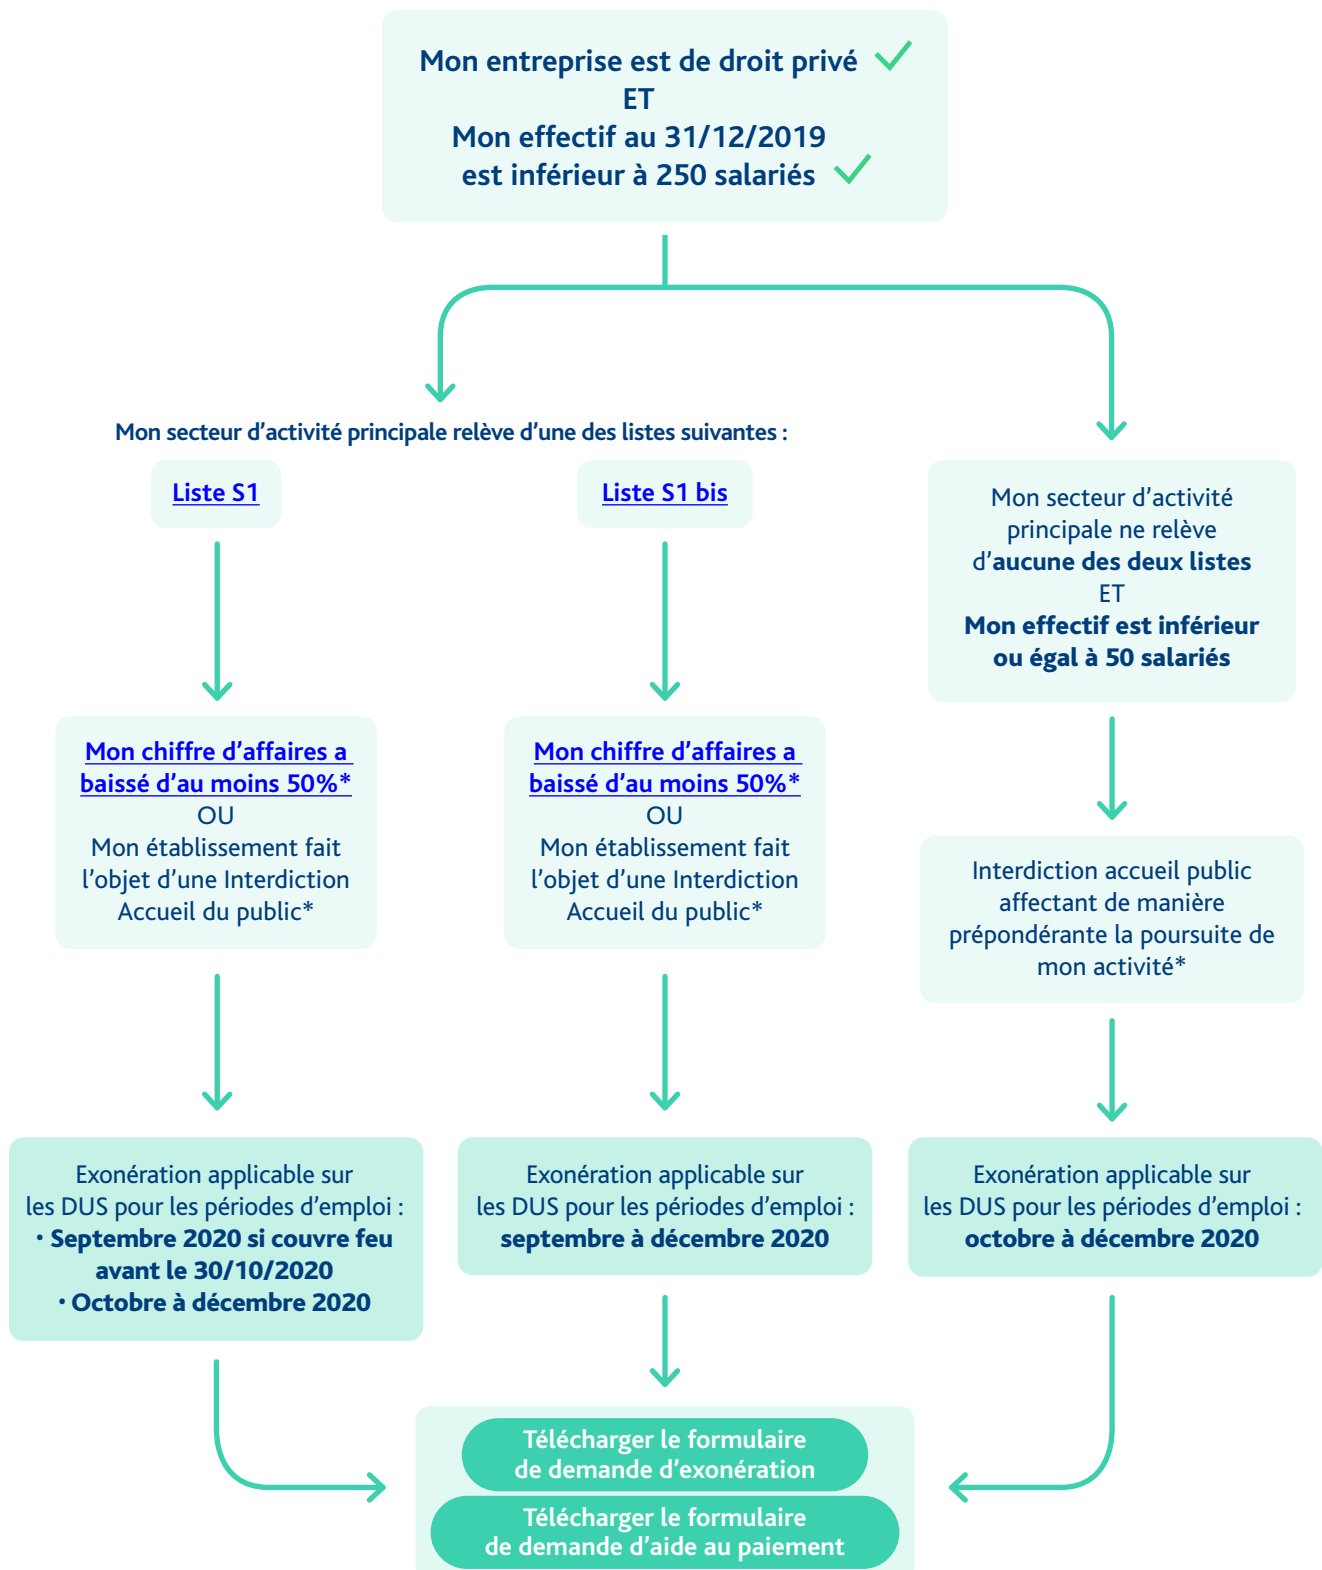 Mon entreprise est de droit privé
ET
Mon effectif au 31/12/2019
est inférieur à 250 salariés
Mon secteur d'activité principale relève d'une des listes suivantes :
Liste S1
Mon chiffre d'affaires a
baissé d'au moins 50%*
OU
Mon établissement fait
l'objet d'une Interdiction
Accueil du public*
Exonération applicable sur
les DUS pour les périodes d'emploi :
• Septembre 2020 si couvre feu
avant le 30/10/2020
• Octobre à décembre 2020
Liste S1 bis
Mon chiffre d'affaires a
baissé d'au moins 50%*
OU
Mon établissement fait
l'objet d'une Interdiction
Accueil du public*
Exonération applicable sur
les DUS pour les périodes d'emploi :
septembre à décembre 2020
Mon secteur d'activité
principale ne relève
d'aucune des deux listes
ET
Mon effectif est inférieur
ou égal à 50 salariés
Interdiction accueil public
affectant de manière
prépondérante la poursuite de
mon activité*
Exonération applicable sur
les DUS pour les périodes d'emploi :
octobre à décembre 2020
Télécharger le formulaire
de demande d'exonération
Télécharger le formulaire
de demande d'aide au paiement